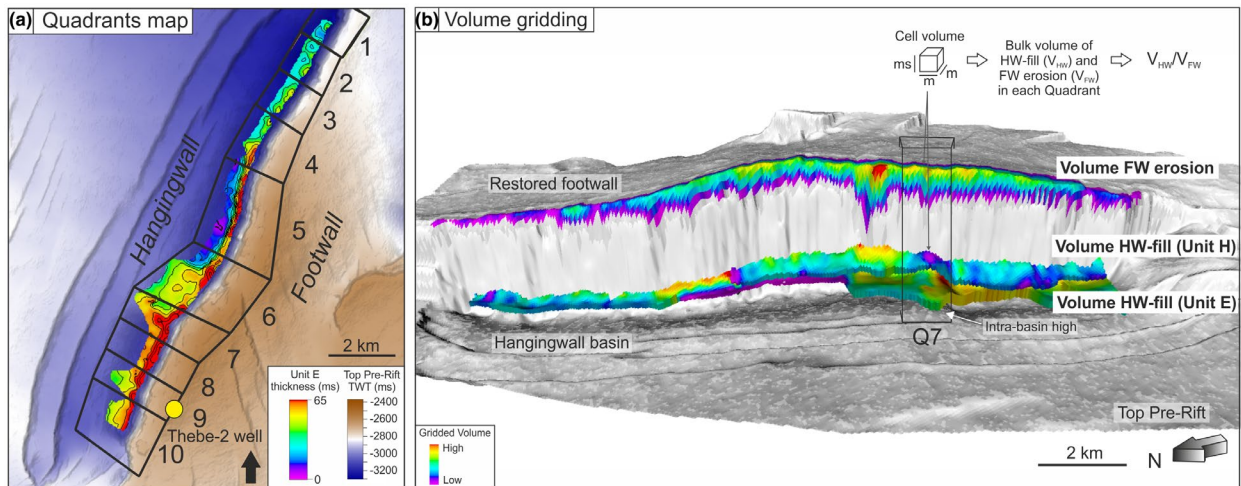 (a) Quadrants map
1
2
3
4
5
6
7
8
9
10
Hangingwall
Footwall
Thebe-2 well
2 km
Unit E
thickness (ms)
65
0
Top Pre-Rift
TWT (ms)
-2400
-2600
-2800
-3000
-3200
(b) Volume gridding
Cell volume
ms
m
m
Bulk volume of
HW-fill (VHW) and
FW erosion (VFW)
in each Quadrant
VHW/VFW
Restored footwall
Volume FW erosion
Volume HW-fill (Unit H)
Volume HW-fill (Unit E)
Intra-basin high
Hangingwall basin
Q7
Top Pre-Rift
Gridded Volume
High
Low
2 km
N